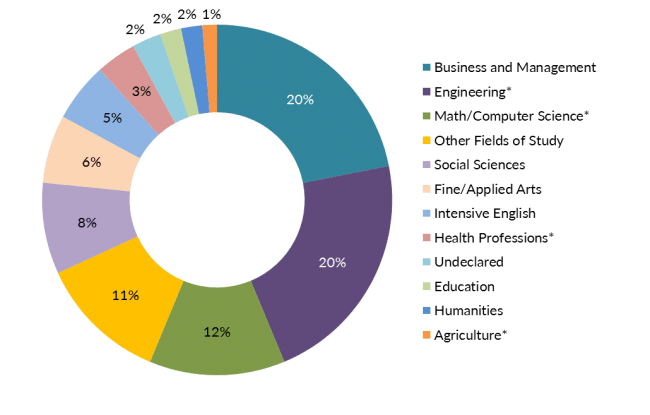 2%
2%
2%
1%
20%
3%
5%
6%
8%
20%
11%
12%
Business and Management
Engineering*
Math/Computer Science*
Other Fields of Study
Social Sciences
Fine/Applied Arts
Intensive English
Health Professions*
Undeclared
Education
Humanities
Agriculture*